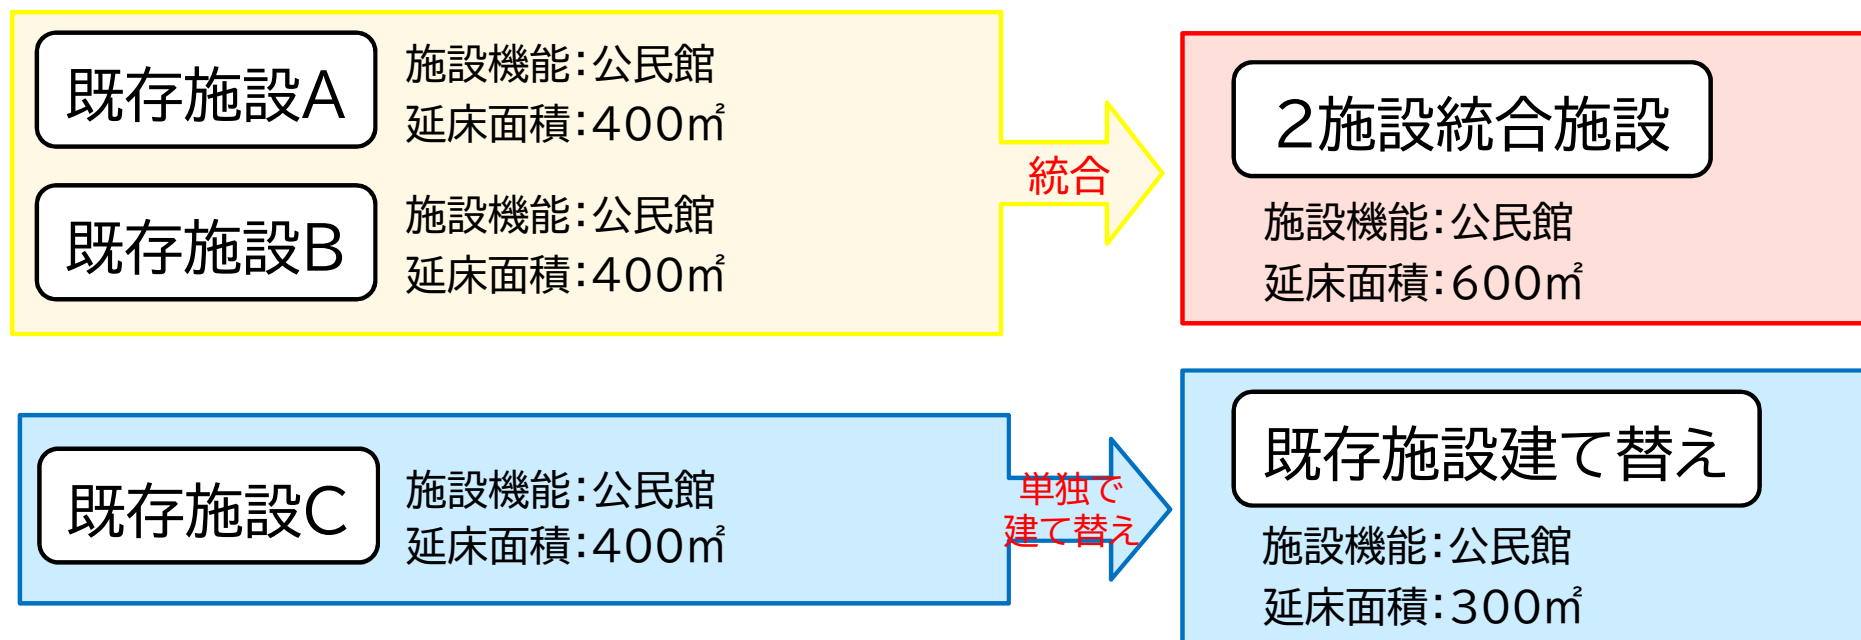 既存施設A
施設機能：公民館
延床面積：400㎡
既存施設B
施設機能：公民館
延床面積：400㎡
統合
2施設統合施設
施設機能：公民館
延床面積：600㎡
既存施設C
施設機能：公民館
延床面積：400㎡
単独で
建て替え
既存施設建て替え
施設機能：公民館
延床面積：300㎡